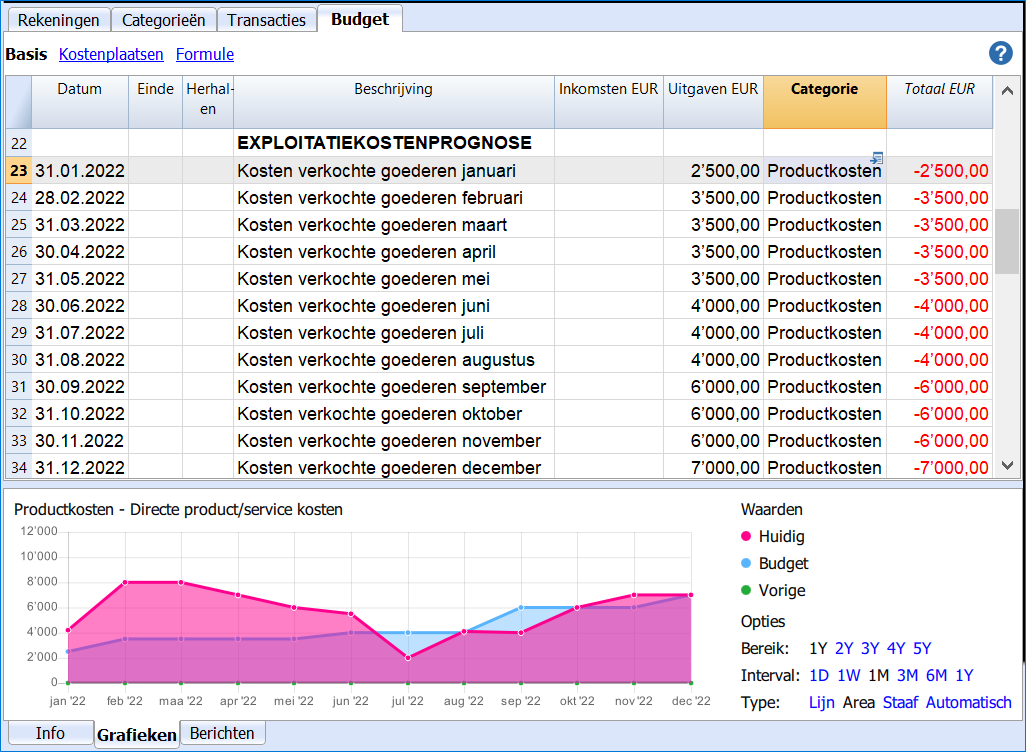 Rekeningen Categorieën Transacties Budget
Basis Kostenplaatsen Formule ?
Datum Einde Herhal-en Beschrijving Inkomsten EUR Uitgaven EUR Categorie Totaal EUR
22 EXPLOITATIEKOSTENPROGNOSE
23 31.01.2022 Kosten verkochte goederen januari 2’500,00 Productkosten -2’500,00
24 28.02.2022 Kosten verkochte goederen februari 3’500,00 Productkosten -3’500,00
25 31.03.2022 Kosten verkochte goederen maart 3’500,00 Productkosten -3’500,00
26 30.04.2022 Kosten verkochte goederen april 3’500,00 Productkosten -3’500,00
27 31.05.2022 Kosten verkochte goederen mei 3’500,00 Productkosten -3’500,00
28 30.06.2022 Kosten verkochte goederen juni 4’000,00 Productkosten -4’000,00
29 31.07.2022 Kosten verkochte goederen juli 4’000,00 Productkosten -4’000,00
30 31.08.2022 Kosten verkochte goederen augustus 4’000,00 Productkosten -4’000,00
31 30.09.2022 Kosten verkochte goederen september 6’000,00 Productkosten -6’000,00
32 31.10.2022 Kosten verkochte goederen oktober 6’000,00 Productkosten -6’000,00
33 30.11.2022 Kosten verkochte goederen november 6’000,00 Productkosten -6’000,00
34 31.12.2022 Kosten verkochte goederen december 7’000,00 Productkosten -7’000,00
Productkosten - Directe product/service kosten
12’000
10’000
8’000
6’000
4’000
2’000
0
jan '22 feb '22 maa '22 apr '22 mei '22 jun '22 jul '22 aug '22 sep '22 okt '22 nov '22 dec '22
Waarden
Huidig
Budget
Vorige
Opties
Bereik: 1Y 2Y 3Y 4Y 5Y
Interval: 1D 1W 1M 3M 6M 1Y
Type: Lijn Area Staaf Automatisch
Info Grafieken Berichten